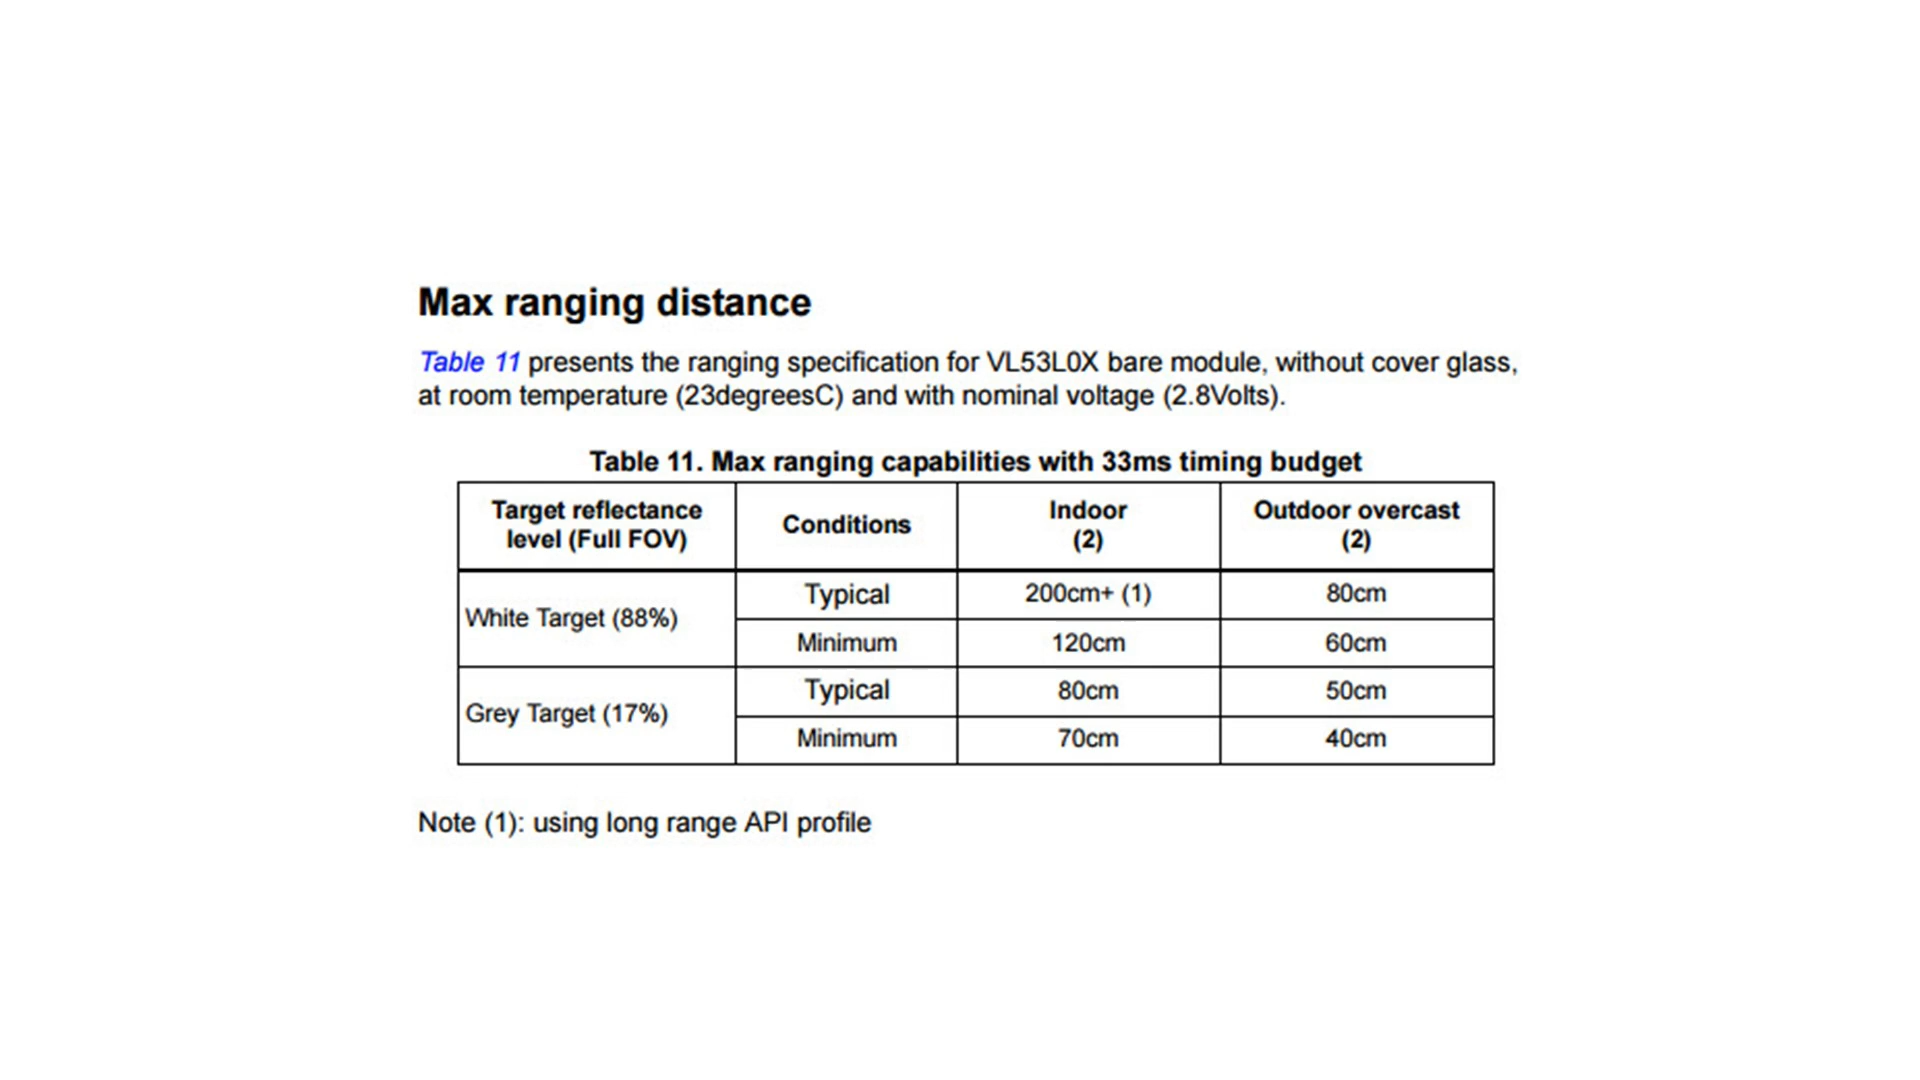 Max ranging distance
Table 11 presents the ranging specification for VL53L0X bare module, without cover glass,
at room temperature (23degreesC) and with nominal voltage (2.8Volts).
Table 11. Max ranging capabilities with 33ms timing budget
Target reflectance level (Full FOV) Conditions Indoor (2) Outdoor overcast (2)
White Target (88%) Typical 200cm+ (1) 80cm
Minimum 120cm 60cm
Grey Target (17%) Typical 80cm 50cm
Minimum 70cm 40cm
Note (1): using long range API profile